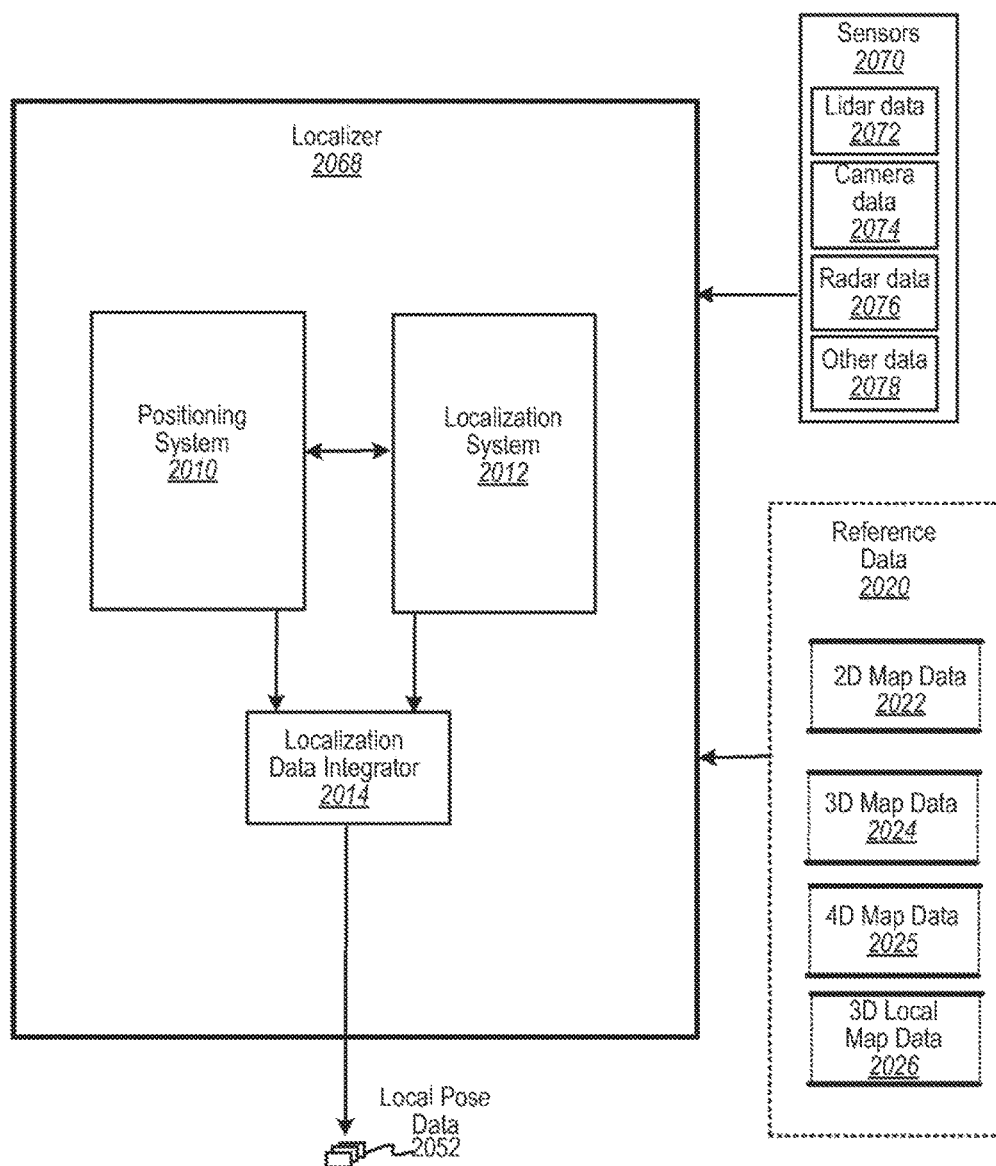 Sensors
2070
Lidar data
2072
Camera
data
2074
Radar data
2076
Other data
2078
Localizer
2068
Positioning
System
2010
Localization
System
2012
Localization
Data Integrator
2014
Reference
Data
2020
2D Map Data
2022
3D Map Data
2024
4D Map Data
2025
3D Local
Map Data
2026
Local Pose
Data
2052